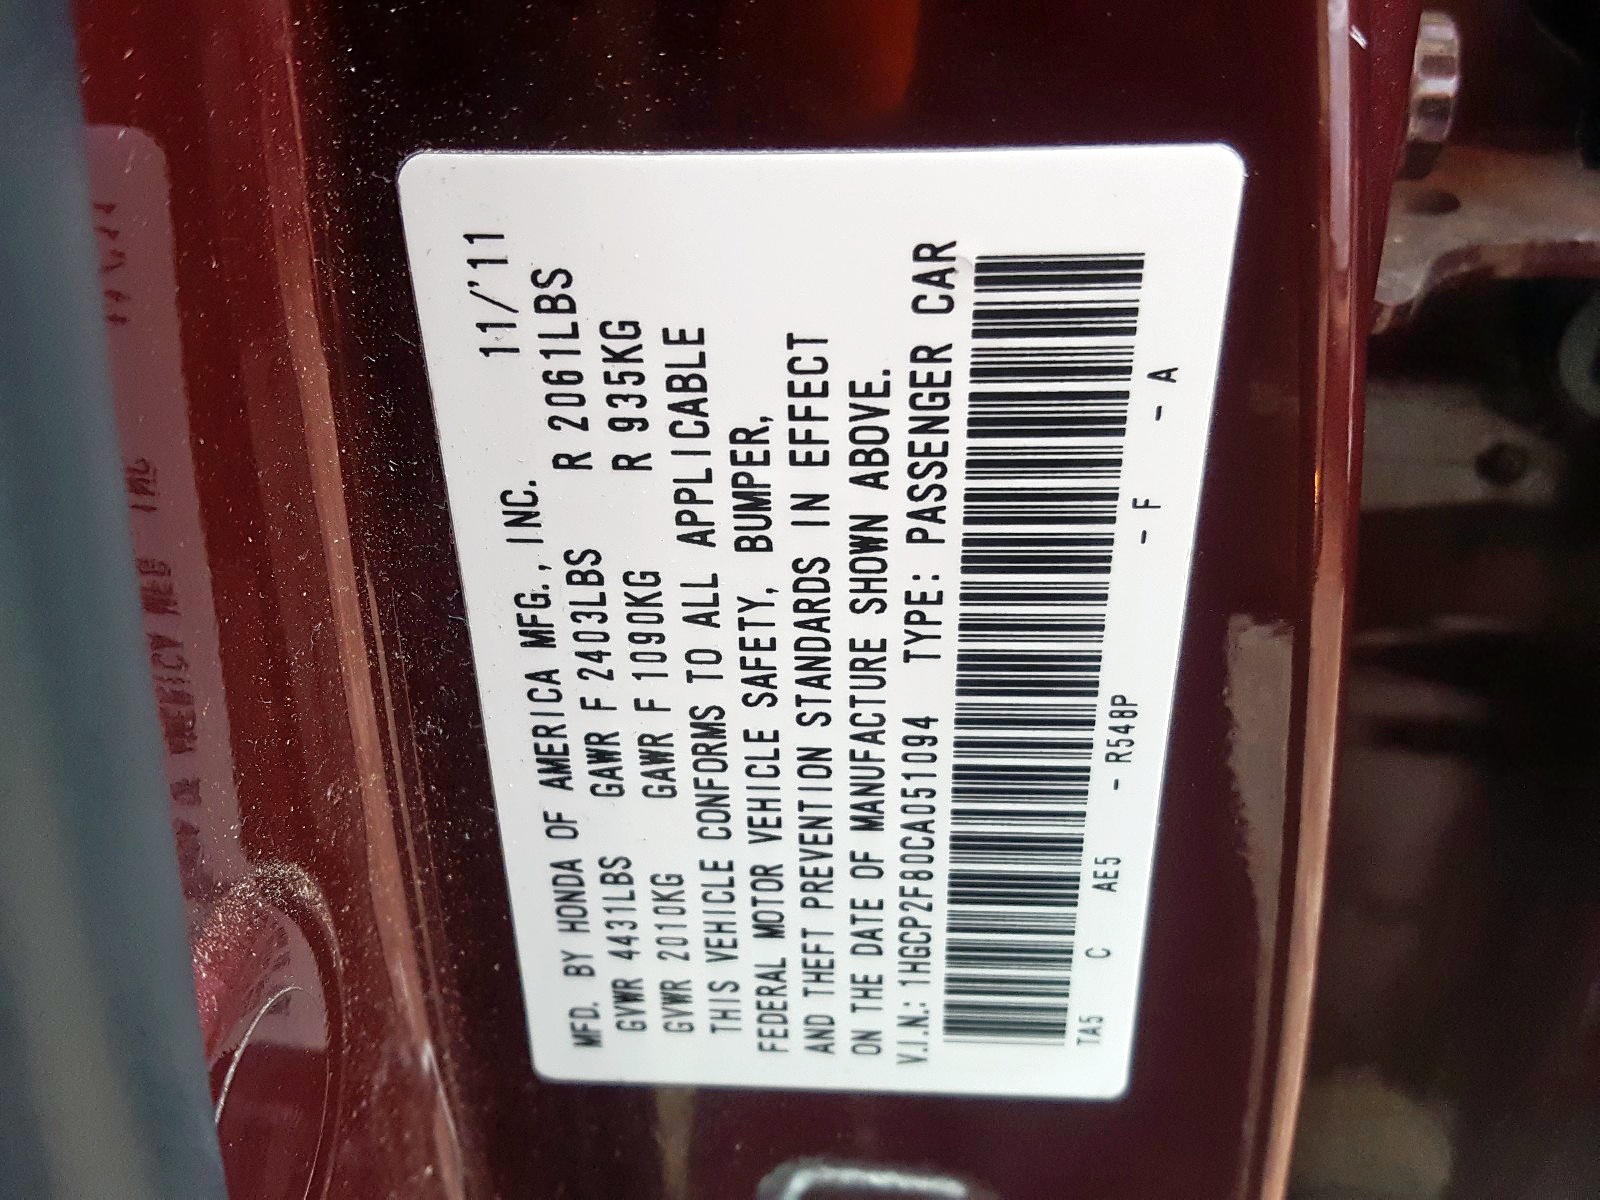 MFD. BY HONDA OF AMERICA MFG., INC. 11/'11
GVWR 4431LBS GAWR F 2403LBS R 2061LBS
GVWR 2010KG GAWR F 1090KG R 935KG
THIS VEHICLE CONFORMS TO ALL APPLICABLE
FEDERAL MOTOR VEHICLE SAFETY, BUMPER,
AND THEFT PREVENTION STANDARDS IN EFFECT
ON THE DATE OF MANUFACTURE SHOWN ABOVE.
V.I.N.: 1HGCP2F80CA051094 TYPE: PASSENGER CAR
TA5 C AE5 - R548P - F - A